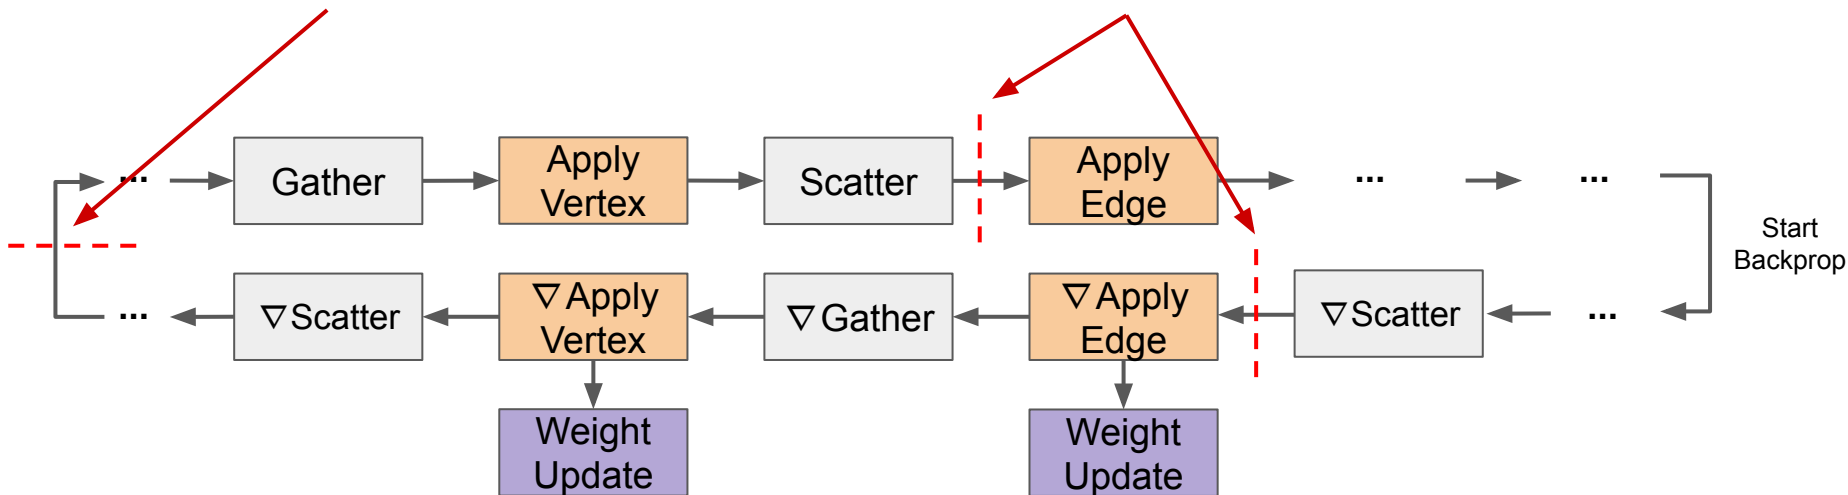 ...
Gather
Apply
Vertex
Scatter
Apply
Edge
...
...
Start
Backprop
...
∇Scatter
∇Apply
Vertex
∇Gather
∇Apply
Edge
∇Scatter
...
Weight
Update
Weight
Update